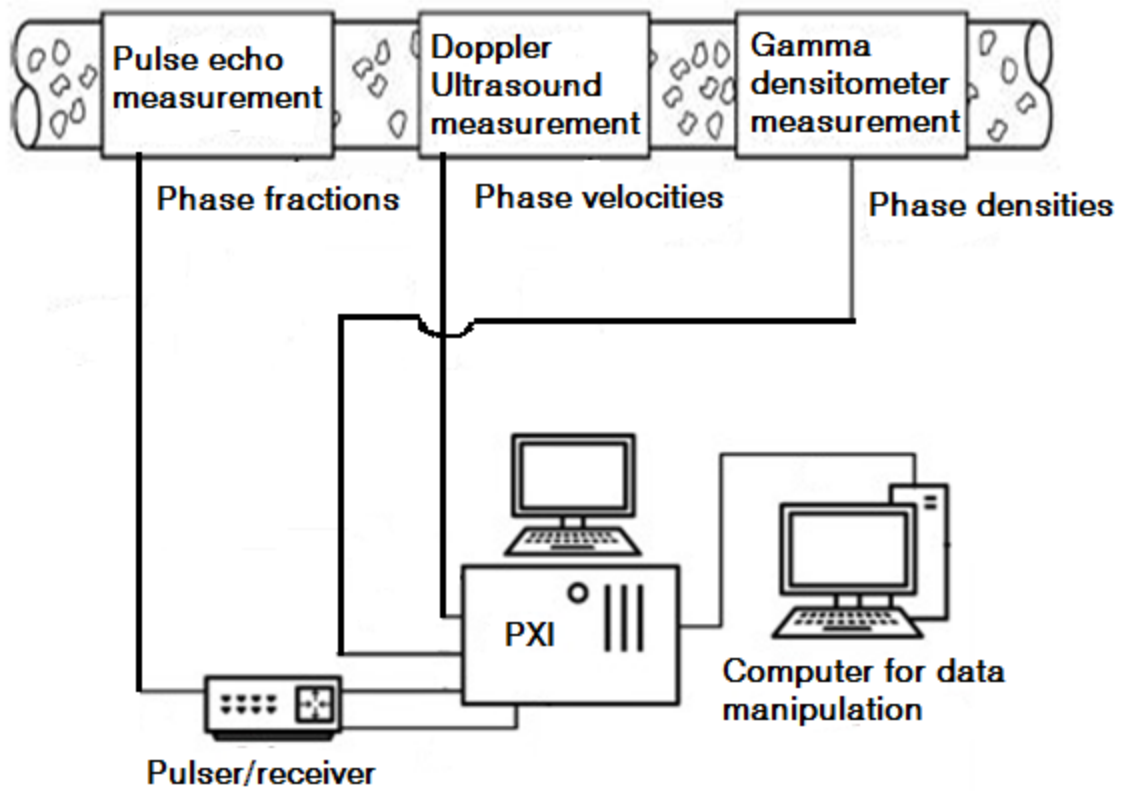 Pulse echo
measurement
Doppler
Ultrasound
measurement
Gamma
densitometer
measurement
Phase fractions
Phase velocities
Phase densities
PXI
Computer for data
manipulation
Pulser/receiver